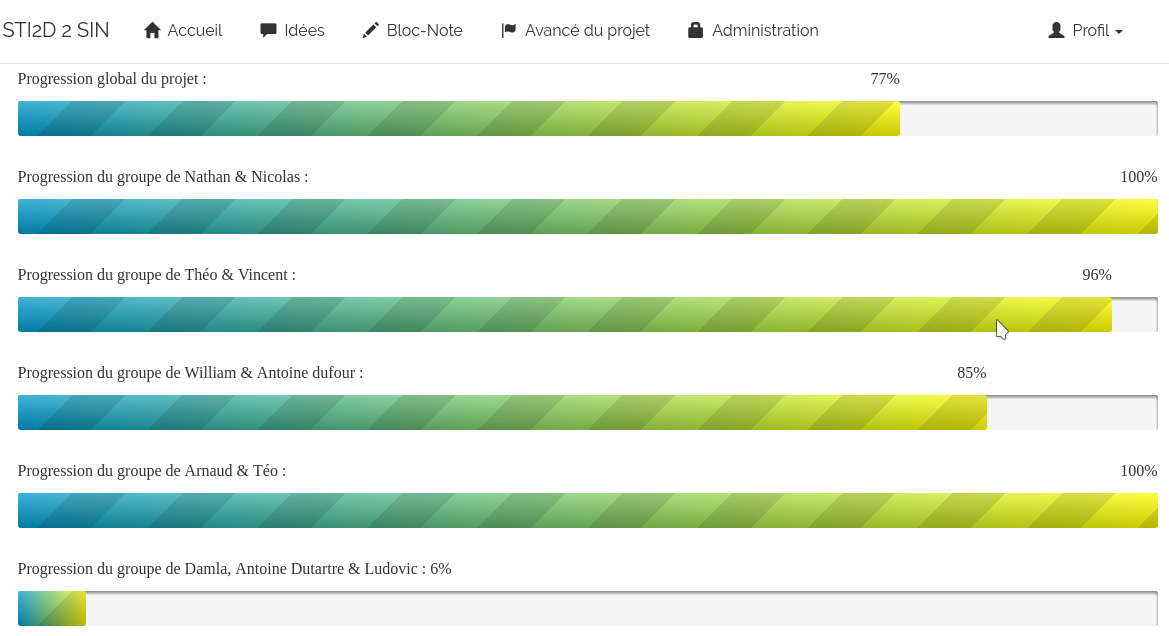 STI2D 2 SIN Accueil Idées Bloc-Note Avancé du projet Administration Profil
Progression global du projet : 77%
Progression du groupe de Nathan & Nicolas : 100%
Progression du groupe de Théo & Vincent : 96%
Progression du groupe de William & Antoine dufour : 85%
Progression du groupe de Arnaud & Téo : 100%
Progression du groupe de Damla, Antoine Dutartre & Ludovic : 6%